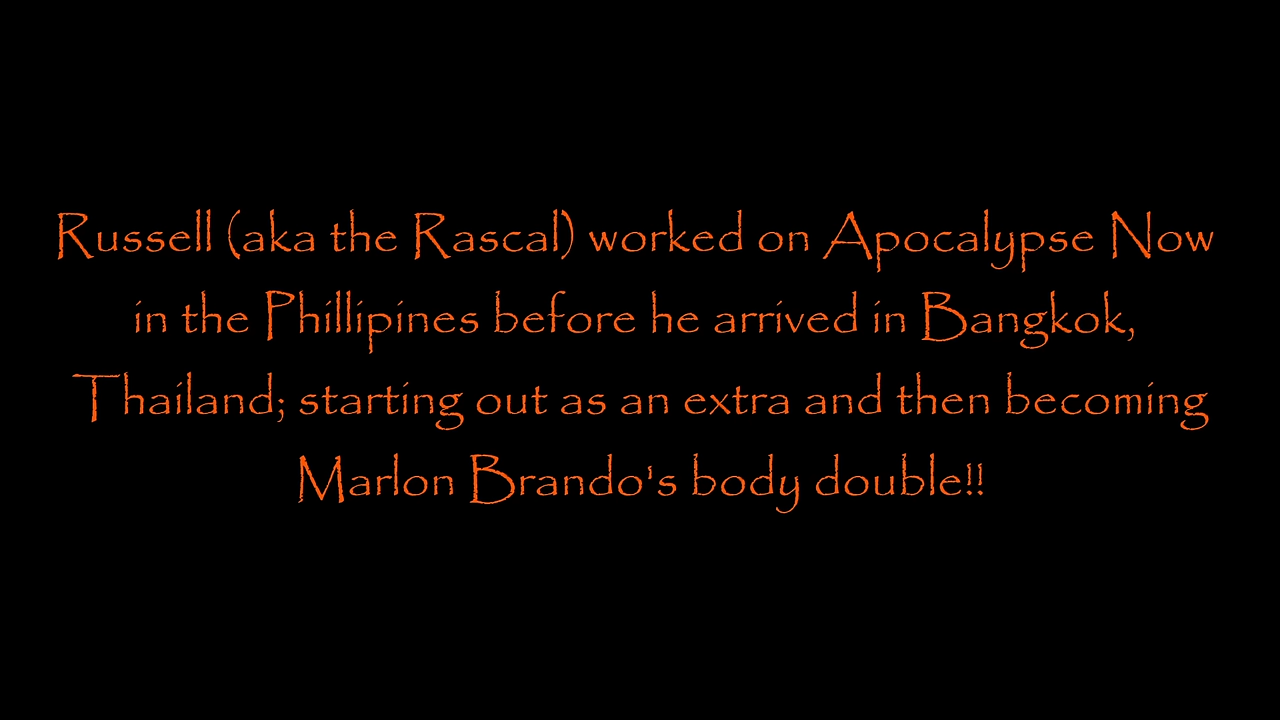 Russell (aka the Rascal) worked on Apocalypse Now
in the Phillipines before he arrived in Bangkok,
Thailand; starting out as an extra and then becoming
Marlon Brando's body double!!